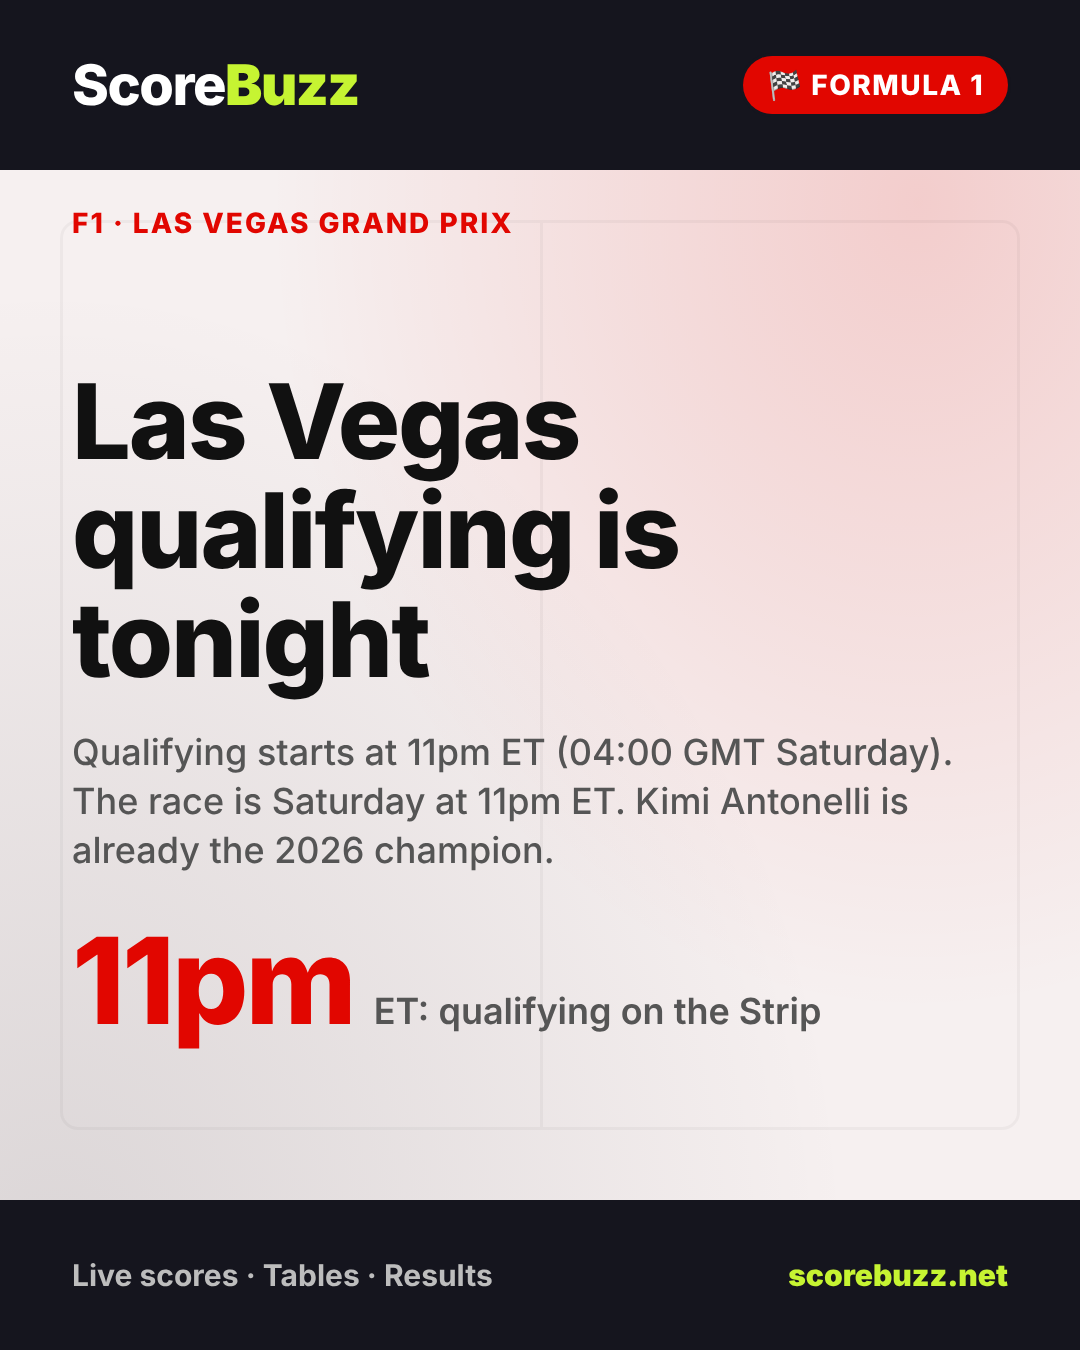 ScoreBuzz
🏁 FORMULA 1
F1 · LAS VEGAS GRAND PRIX
Las Vegas
qualifying is
tonight
Qualifying starts at 11pm ET (04:00 GMT Saturday).
The race is Saturday at 11pm ET. Kimi Antonelli is
already the 2026 champion.
11pm ET: qualifying on the Strip
Live scores · Tables · Results
scorebuzz.net